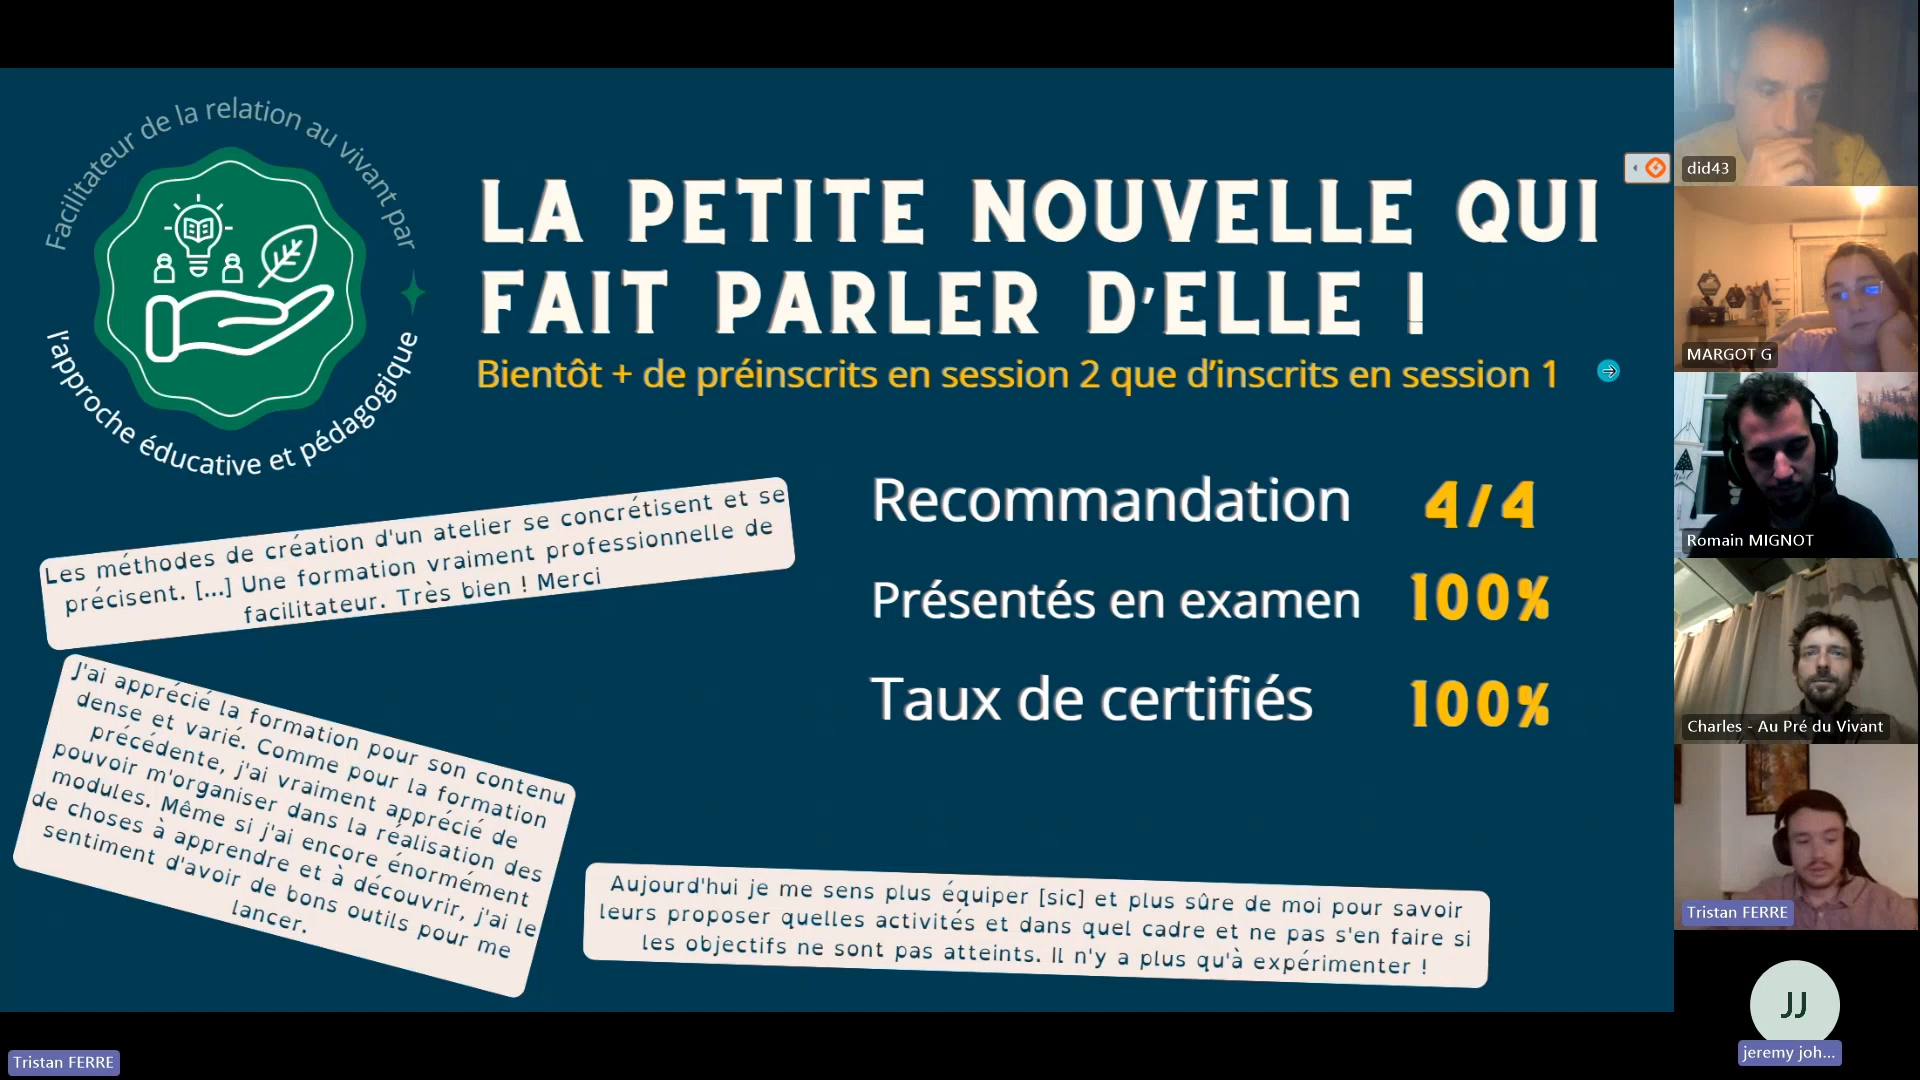 Facilitateur de la relation au vivant par
l'approche éducative et pédagogique
LA PETITE NOUVELLE QUI
FAIT PARLER D'ELLE !
Bientôt + de préinscrits en session 2 que d'inscrits en session 1
Recommandation 4/4
Présentés en examen 100%
Taux de certifiés 100%
Les méthodes de création d'un atelier se concrétisent et se
précisent. [...] Une formation vraiment professionnelle de
facilitateur. Très bien ! Merci
J'ai apprécié la formation pour son contenu
dense et varié. Comme pour la formation
précédente, j'ai vraiment apprécié de
pouvoir m'organiser dans la réalisation des
modules. Même si j'ai encore énormément
de choses à apprendre et à découvrir, j'ai le
sentiment d'avoir de bons outils pour me
lancer.
Aujourd'hui je me sens plus équiper [sic] et plus sûre de moi pour savoir
leurs proposer quelles activités et dans quel cadre et ne pas s'en faire si
les objectifs ne sont pas atteints. Il n'y a plus qu'à expérimenter !
did43
MARGOT G
Romain MIGNOT
Charles - Au Pré du Vivant
Tristan FERRE
JJ
jeremy joh...
Tristan FERRE